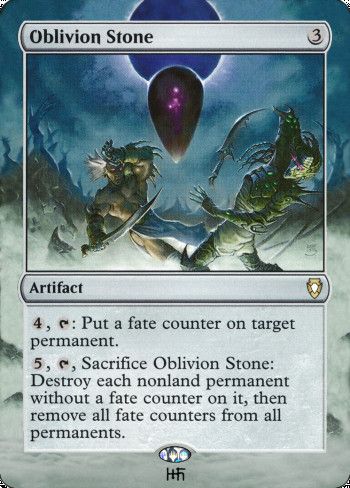 Oblivion Stone 3
Artifact
4, T: Put a fate counter on target
permanent.
5, T, Sacrifice Oblivion Stone:
Destroy each nonland permanent
without a fate counter on it, then
remove all fate counters from all
permanents.